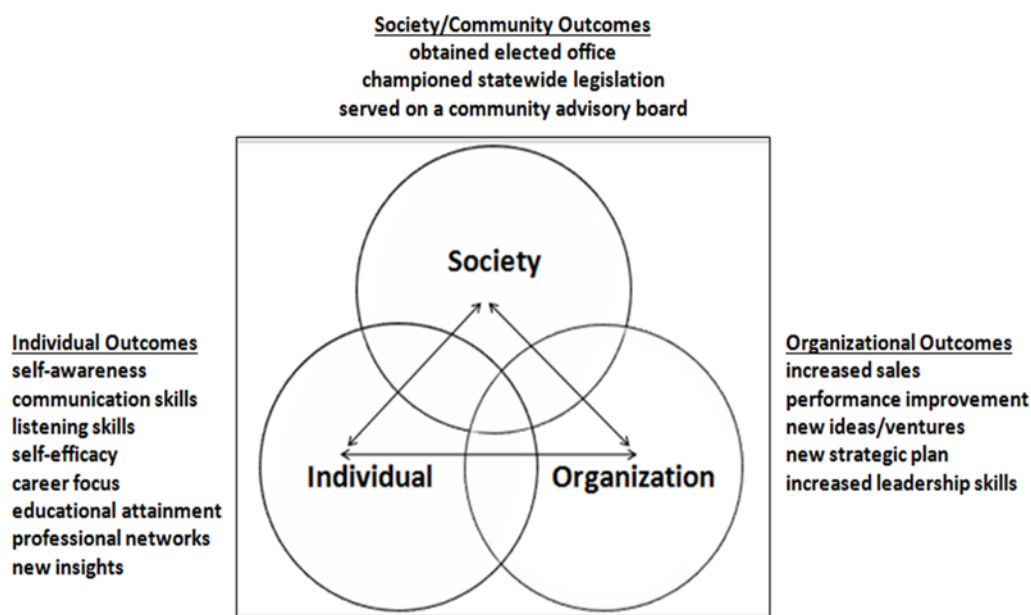 Society/Community Outcomes
obtained elected office
championed statewide legislation
served on a community advisory board
Society
Individual Outcomes
self-awareness
communication skills
listening skills
self-efficacy
career focus
educational attainment
professional networks
new insights
Individual
Organization
Organizational Outcomes
increased sales
performance improvement
new ideas/ventures
new strategic plan
increased leadership skills